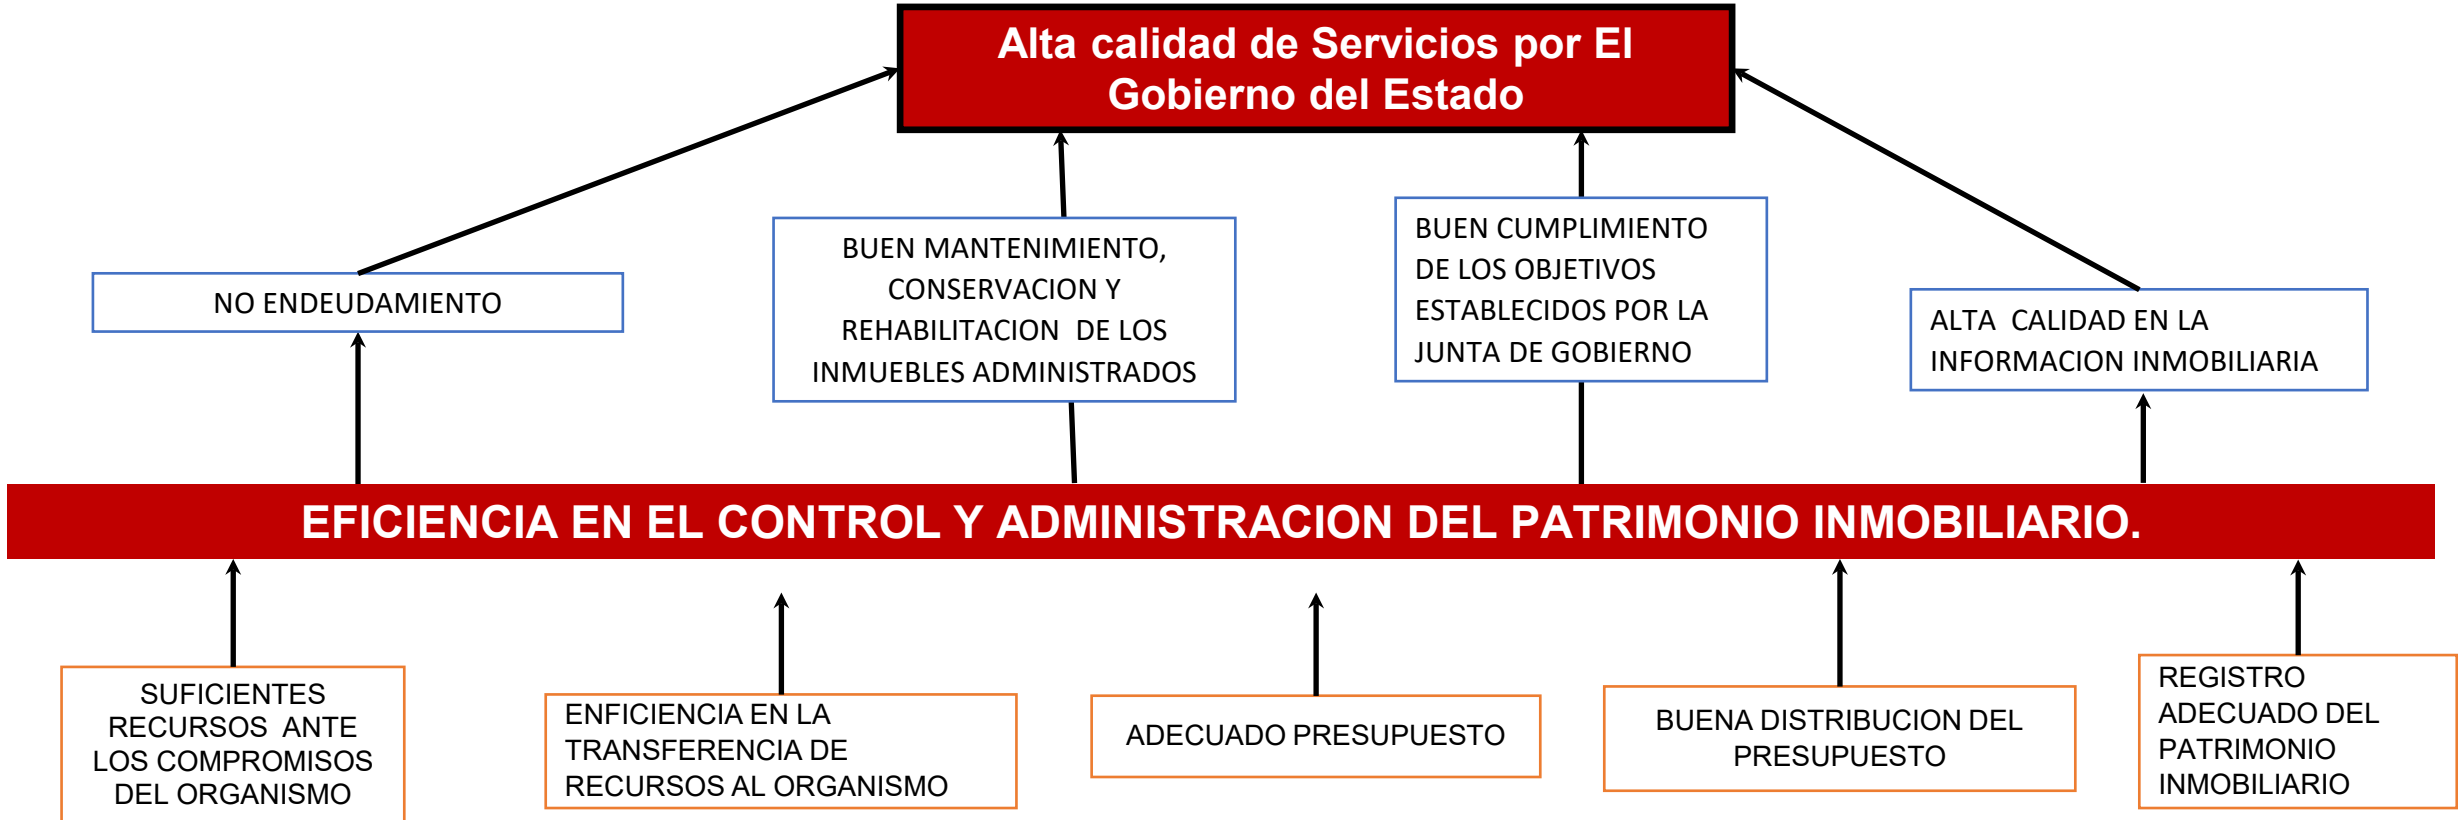 Alta calidad de Servicios por El
Gobierno del Estado
NO ENDEUDAMIENTO
BUEN MANTENIMIENTO,
CONSERVACION Y
REHABILITACION DE LOS
INMUEBLES ADMINISTRADOS
BUEN CUMPLIMIENTO
DE LOS OBJETIVOS
ESTABLECIDOS POR LA
JUNTA DE GOBIERNO
ALTA CALIDAD EN LA
INFORMACION INMOBILIARIA
EFICIENCIA EN EL CONTROL Y ADMINISTRACION DEL PATRIMONIO INMOBILIARIO.
SUFICIENTES
RECURSOS ANTE
LOS COMPROMISOS
DEL ORGANISMO
ENFICIENCIA EN LA
TRANSFERENCIA DE
RECURSOS AL ORGANISMO
ADECUADO PRESUPUESTO
BUENA DISTRIBUCION DEL
PRESUPUESTO
REGISTRO
ADECUADO DEL
PATRIMONIO
INMOBILIARIO